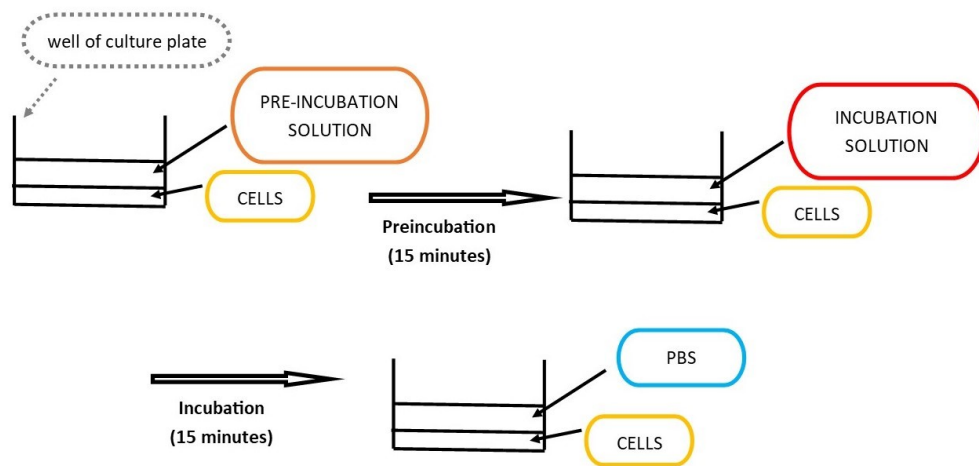 well of culture plate
PRE-INCUBATION
SOLUTION
CELLS
Preincubation
(15 minutes)
INCUBATION
SOLUTION
CELLS
Incubation
(15 minutes)
PBS
CELLS